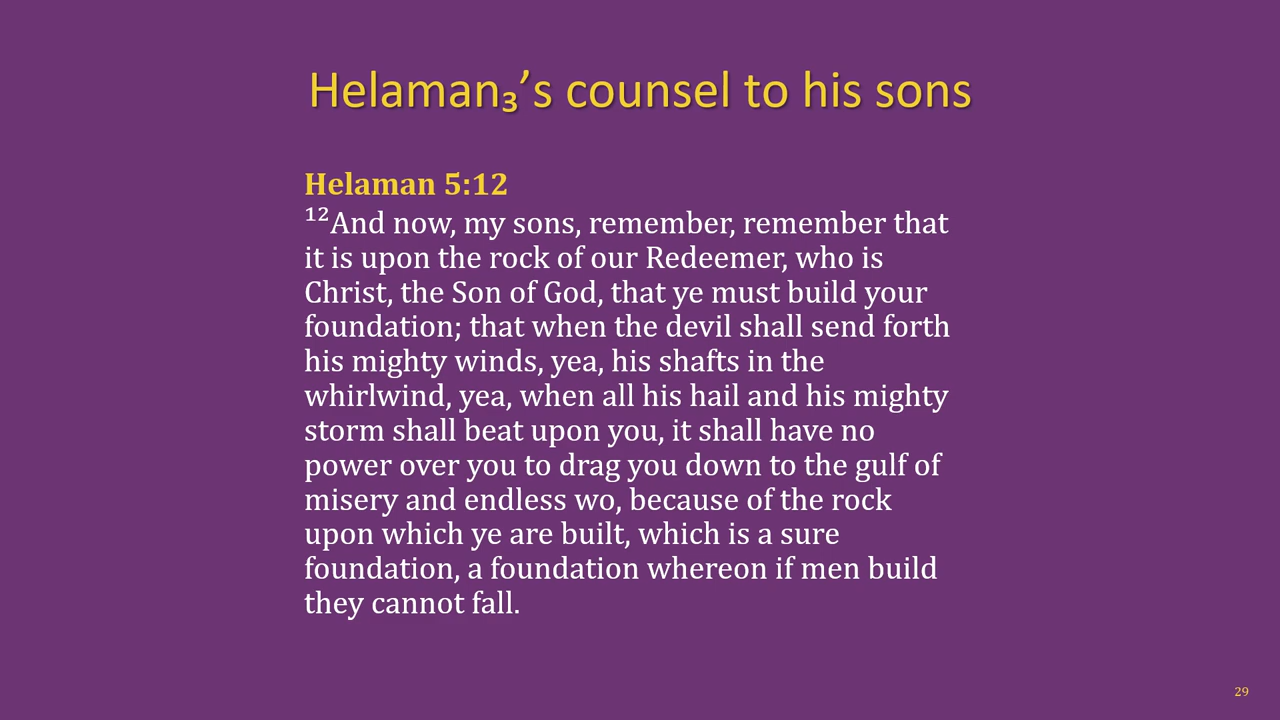 Helaman₃’s counsel to his sons
Helaman 5:12
¹²And now, my sons, remember, remember that
it is upon the rock of our Redeemer, who is
Christ, the Son of God, that ye must build your
foundation; that when the devil shall send forth
his mighty winds, yea, his shafts in the
whirlwind, yea, when all his hail and his mighty
storm shall beat upon you, it shall have no
power over you to drag you down to the gulf of
misery and endless wo, because of the rock
upon which ye are built, which is a sure
foundation, a foundation whereon if men build
they cannot fall.
29